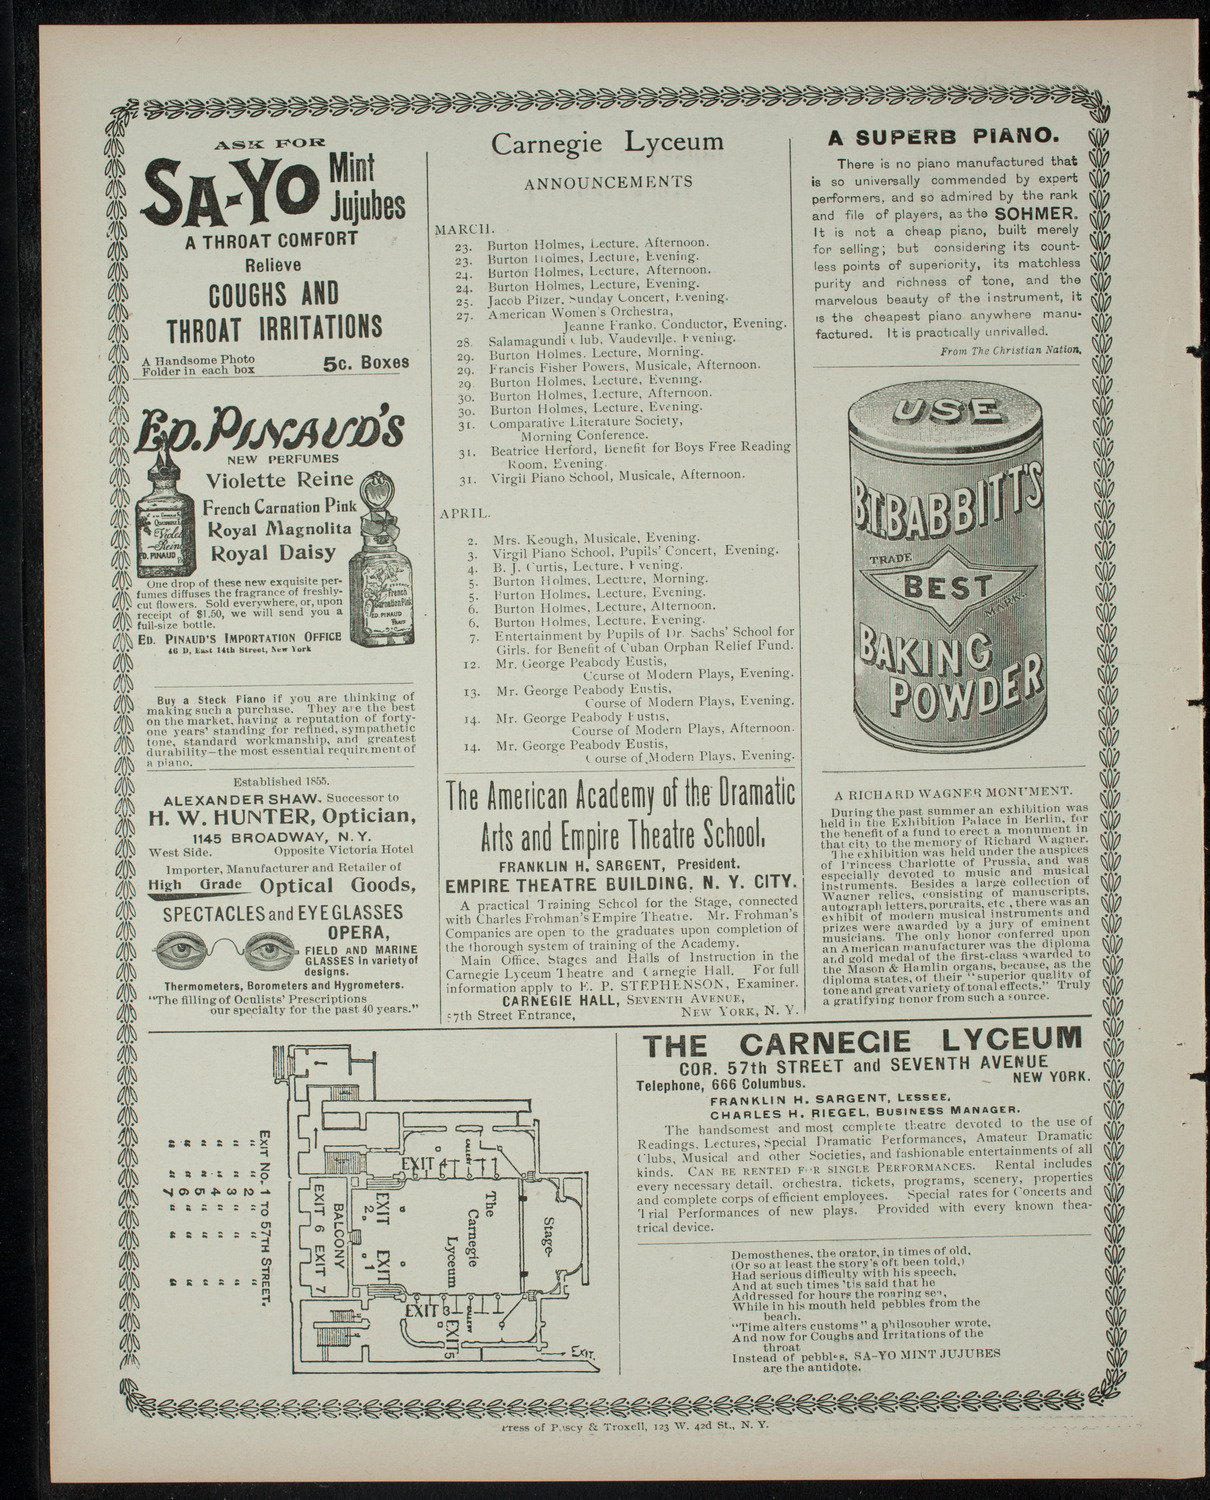 ASK FOR
SA-YO Mint
Jujubes
A THROAT COMFORT
Relieve
COUGHS AND
THROAT IRRITATIONS
A Handsome Photo
Folder in each box
5c. Boxes
ED. PINAUD'S
NEW PERFUMES
Violette Reine
French Carnation Pink
Royal Magnolita
Royal Daisy
One drop of these new exquisite per-
fumes diffuses the fragrance of freshly-
cut flowers. Sold everywhere, or, upon
receipt of $1.50, we will send you a
full-size bottle.
ED. PINAUD'S IMPORTATION OFFICE
46 D, East 14th Street, New York
Buy a Steck Piano if you are thinking of
making such a purchase. They are the best
on the market, having a reputation of forty-
one years' standing for refined, sympathetic
tone, standard workmanship, and greatest
durability—the most essential requirement of
a piano.
Established 1855.
ALEXANDER SHAW, Successor to
H. W. HUNTER, Optician,
1145 BROADWAY, N. Y.
West Side. Opposite Victoria Hotel
Importer, Manufacturer and Retailer of
High Grade Optical Goods,
SPECTACLES and EYEGLASSES
OPERA,
FIELD AND MARINE
GLASSES in variety of
designs.
Thermometers, Borometers and Hygrometers.
"The filling of Oculists' Prescriptions
our specialty for the past 40 years."
Carnegie Lyceum
ANNOUNCEMENTS
MARCH.
23. Burton Holmes, Lecture, Afternoon.
23. Burton Holmes, Lecture, Evening.
24. Burton Holmes, Lecture, Afternoon.
24. Burton Holmes, Lecture, Evening.
25. Jacob Pilzer, Sunday Concert, Evening.
27. American Women's Orchestra,
Jeanne Franko, Conductor, Evening.
28. Salamagundi Club, Vaudeville, Evening.
29. Burton Holmes, Lecture, Morning.
29. Francis Fisher Powers, Musicale, Afternoon.
29 Burton Holmes, Lecture, Evening.
30. Burton Holmes, Lecture, Afternoon.
30. Burton Holmes, Lecture, Evening.
31. Comparative Literature Society,
Morning Conference.
31. Beatrice Herford, Benefit for Boys Free Reading
Room, Evening.
31. Virgil Piano School, Musicale, Afternoon.
APRIL.
2. Mrs. Keough, Musicale, Evening.
3. Virgil Piano School, Pupils' Concert, Evening.
4. B. J. Curtis, Lecture, Evening.
5. Burton Holmes, Lecture, Morning.
5. Burton Holmes, Lecture, Evening.
6. Burton Holmes, Lecture, Afternoon.
6. Burton Holmes, Lecture, Evening.
7. Entertainment by Pupils of Dr. Sachs' School for
Girls, for Benefit of Cuban Orphan Relief Fund.
12. Mr. George Peabody Eustis,
Course of Modern Plays, Evening.
13. Mr. George Peabody Eustis,
Course of Modern Plays, Evening.
14. Mr. George Peabody Eustis,
Course of Modern Plays, Afternoon.
14. Mr. George Peabody Eustis,
Course of Modern Plays, Evening.
The American Academy of the Dramatic
Arts and Empire Theatre School,
FRANKLIN H. SARGENT, President.
EMPIRE THEATRE BUILDING, N. Y. CITY.
A practical Training School for the Stage, connected
with Charles Frohman's Empire Theatre. Mr. Frohman's
Companies are open to the graduates upon completion of
the thorough system of training of the Academy.
Main Office, Stages and Halls of Instruction in the
Carnegie Lyceum Theatre and Carnegie Hall. For full
information apply to E. P. STEPHENSON, Examiner.
CARNEGIE HALL, SEVENTH AVENUE,
57th Street Entrance, NEW YORK, N. Y.
A SUPERB PIANO.
There is no piano manufactured that
is so universally commended by expert
performers, and so admired by the rank
and file of players, as the SOHMER.
It is not a cheap piano, built merely
for selling; but considering its count-
less points of superiority, its matchless
purity and richness of tone, and the
marvelous beauty of the instrument, it
is the cheapest piano anywhere manu-
factured. It is practically unrivalled.
From The Christian Nation,
USE
B.T. BABBITT'S
TRADE
BEST
MARK.
BAKING
POWDER
A RICHARD WAGNER MONUMENT.
During the past summer an exhibition was
held in the Exhibition Palace in Berlin, for
the benefit of a fund to erect a monument in
that city to the memory of Richard Wagner.
The exhibition was held under the auspices
of Princess Charlotte of Prussia, and was
especially devoted to music and musical
instruments. Besides a large collection of
Wagner relics, consisting of manuscripts,
autograph letters, portraits, etc, there was an
exhibit of modern musical instruments and
prizes were awarded by a jury of eminent
musicians. The only honor conferred upon
an American manufacturer was the diploma
and gold medal of the first-class awarded to
the Mason & Hamlin organs, because, as the
diploma states, of their "superior quality of
tone and great variety of tonal effects." Truly
a gratifying honor from such a source.
EXIT NO. 1 TO 57TH STREET.
" " 2 " " "
" " 3 " " "
" " 4 " " "
" " 5 " " "
" " 6 " " "
" " 7 " " "
EXIT 4
GALLERY
EXIT 6 EXIT 7
BALCONY
EXIT 2
EXIT 1
The
Carnegie
Lyceum
Stage
EXIT 3
GALLERY
EXIT 5
EXIT.
THE CARNEGIE LYCEUM
COR. 57th STREET and SEVENTH AVENUE
Telephone, 666 Columbus. NEW YORK.
FRANKLIN H. SARGENT, LESSEE,
CHARLES H. RIEGEL, BUSINESS MANAGER.
The handsomest and most complete theatre devoted to the use of
Readings, Lectures, Special Dramatic Performances, Amateur Dramatic
Clubs, Musical and other Societies, and fashionable entertainments of all
kinds. CAN BE RENTED FOR SINGLE PERFORMANCES. Rental includes
every necessary detail, orchestra, tickets, programs, scenery, properties
and complete corps of efficient employees. Special rates for Concerts and
Trial Performances of new plays. Provided with every known thea-
trical device.
Demosthenes, the orator, in times of old,
(Or so at least the story's oft been told,)
Had serious difficulty with his speech,
And at such times 'tis said that he
Addressed for hours the roaring sea,
While in his mouth held pebbles from the
beach.
"Time alters customs" a philosopher wrote,
And now for Coughs and Irritations of the
throat
Instead of pebbles, SA-YO MINT JUJUBES
are the antidote.
Press of Pusey & Troxell, 123 W. 42d St., N. Y.